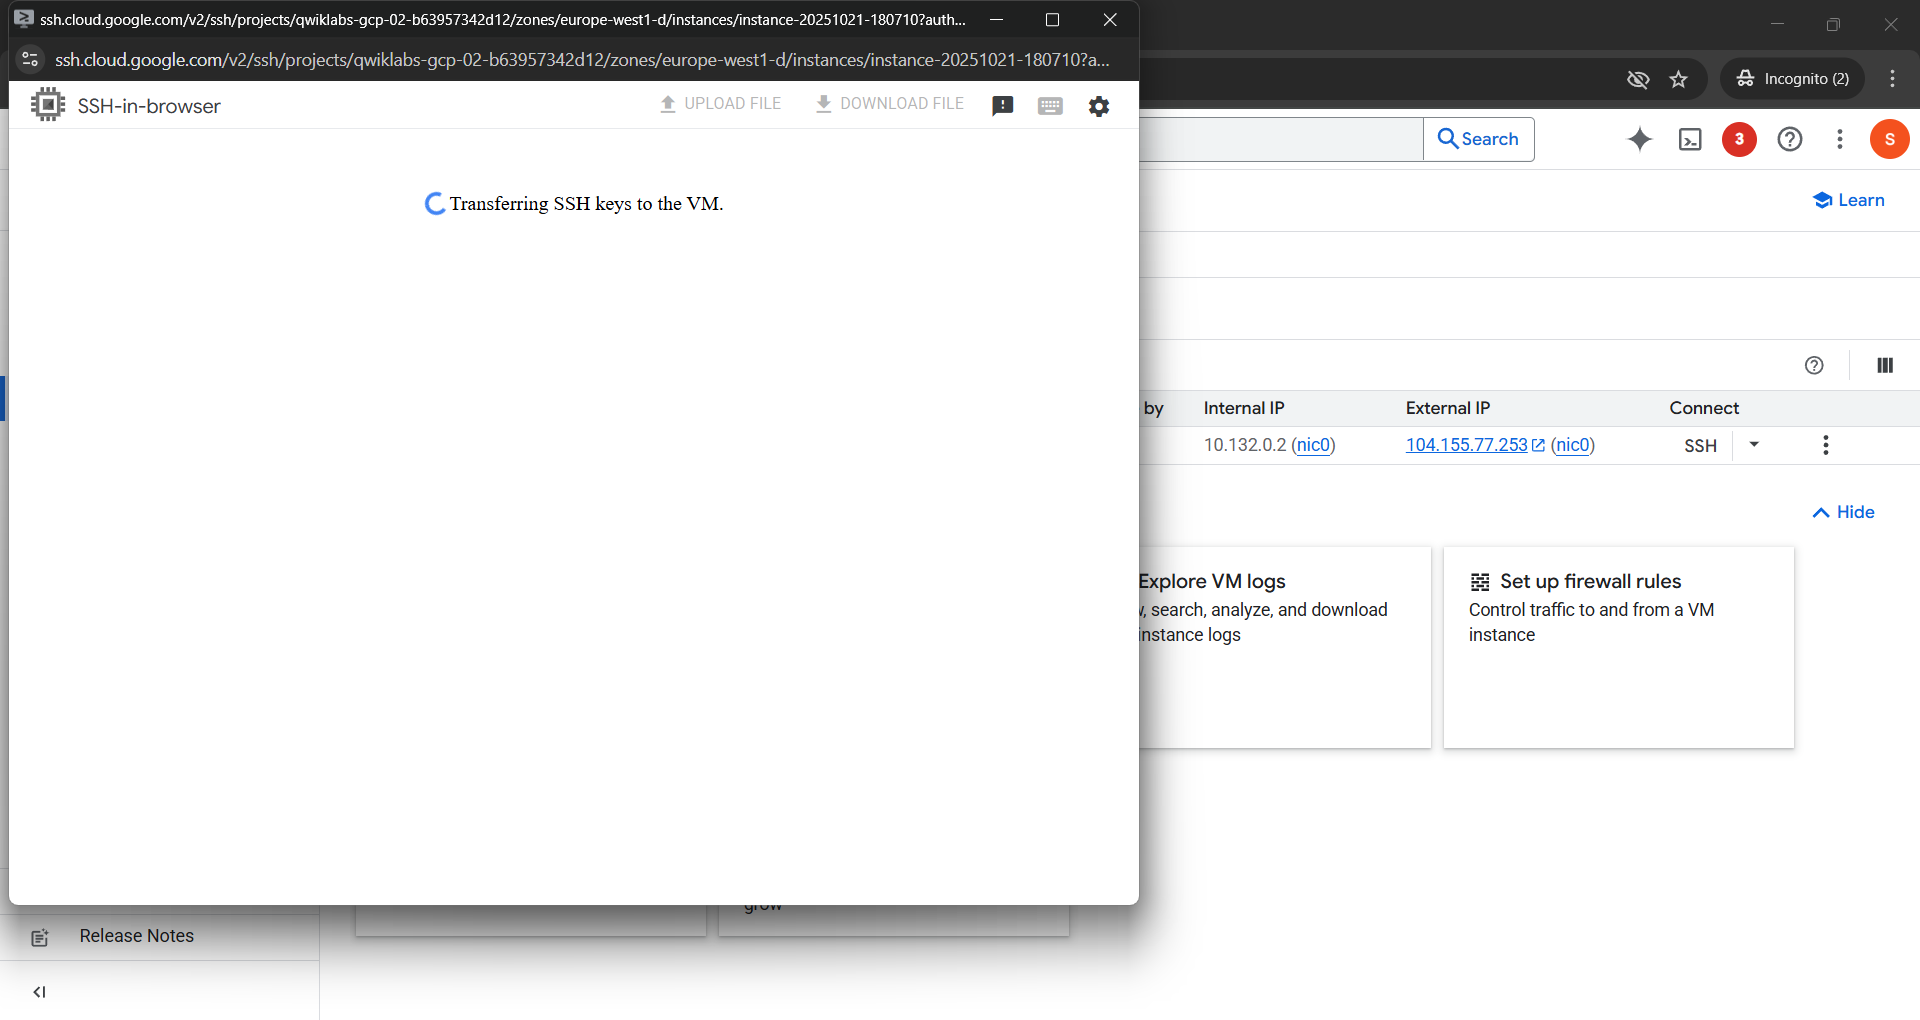 ssh.cloud.google.com/v2/ssh/projects/qwiklabs-gcp-02-b63957342d12/zones/europe-west1-d/instances/instance-20251021-180710?auth...
ssh.cloud.google.com/v2/ssh/projects/qwiklabs-gcp-02-b63957342d12/zones/europe-west1-d/instances/instance-20251021-180710?a...
Incognito (2)
SSH-in-browser
UPLOAD FILE
DOWNLOAD FILE
Search
3
S
Transferring SSH keys to the VM.
Learn
by
Internal IP
External IP
Connect
10.132.0.2 (nic0)
104.155.77.253 (nic0)
SSH
Hide
Explore VM logs
, search, analyze, and download
instance logs
Set up firewall rules
Control traffic to and from a VM
instance
grow
Release Notes